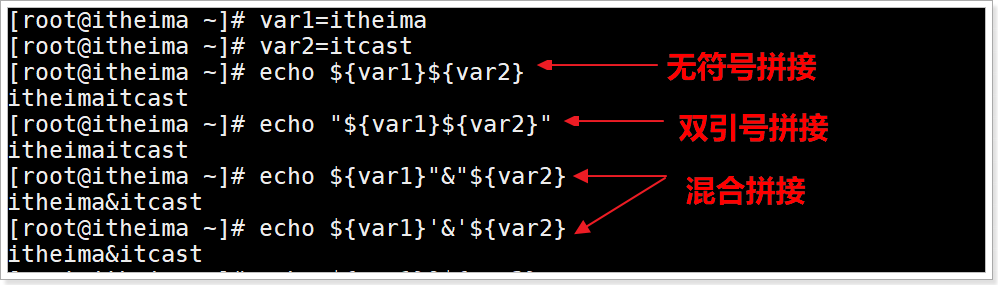 [root@itheima ~]# var1=itheima
[root@itheima ~]# var2=itcast
[root@itheima ~]# echo ${var1}${var2}
无符号拼接
itheimaitcast
[root@itheima ~]# echo "${var1}${var2}"
双引号拼接
itheimaitcast
[root@itheima ~]# echo ${var1}"&"${var2}
混合拼接
itheima&itcast
[root@itheima ~]# echo ${var1}'&'${var2}
itheima&itcast